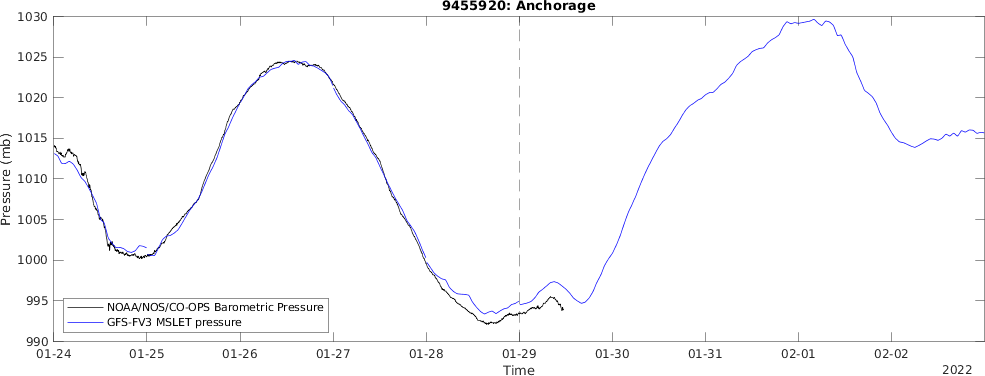 9455920: Anchorage
1030
1025
1020
1015
1010
1005
1000
995
990
Pressure (mb)
NOAA/NOS/CO-OPS Barometric Pressure
GFS-FV3 MSLET pressure
01-24 01-25 01-26 01-27 01-28 01-29 01-30 01-31 02-01 02-02
Time
2022